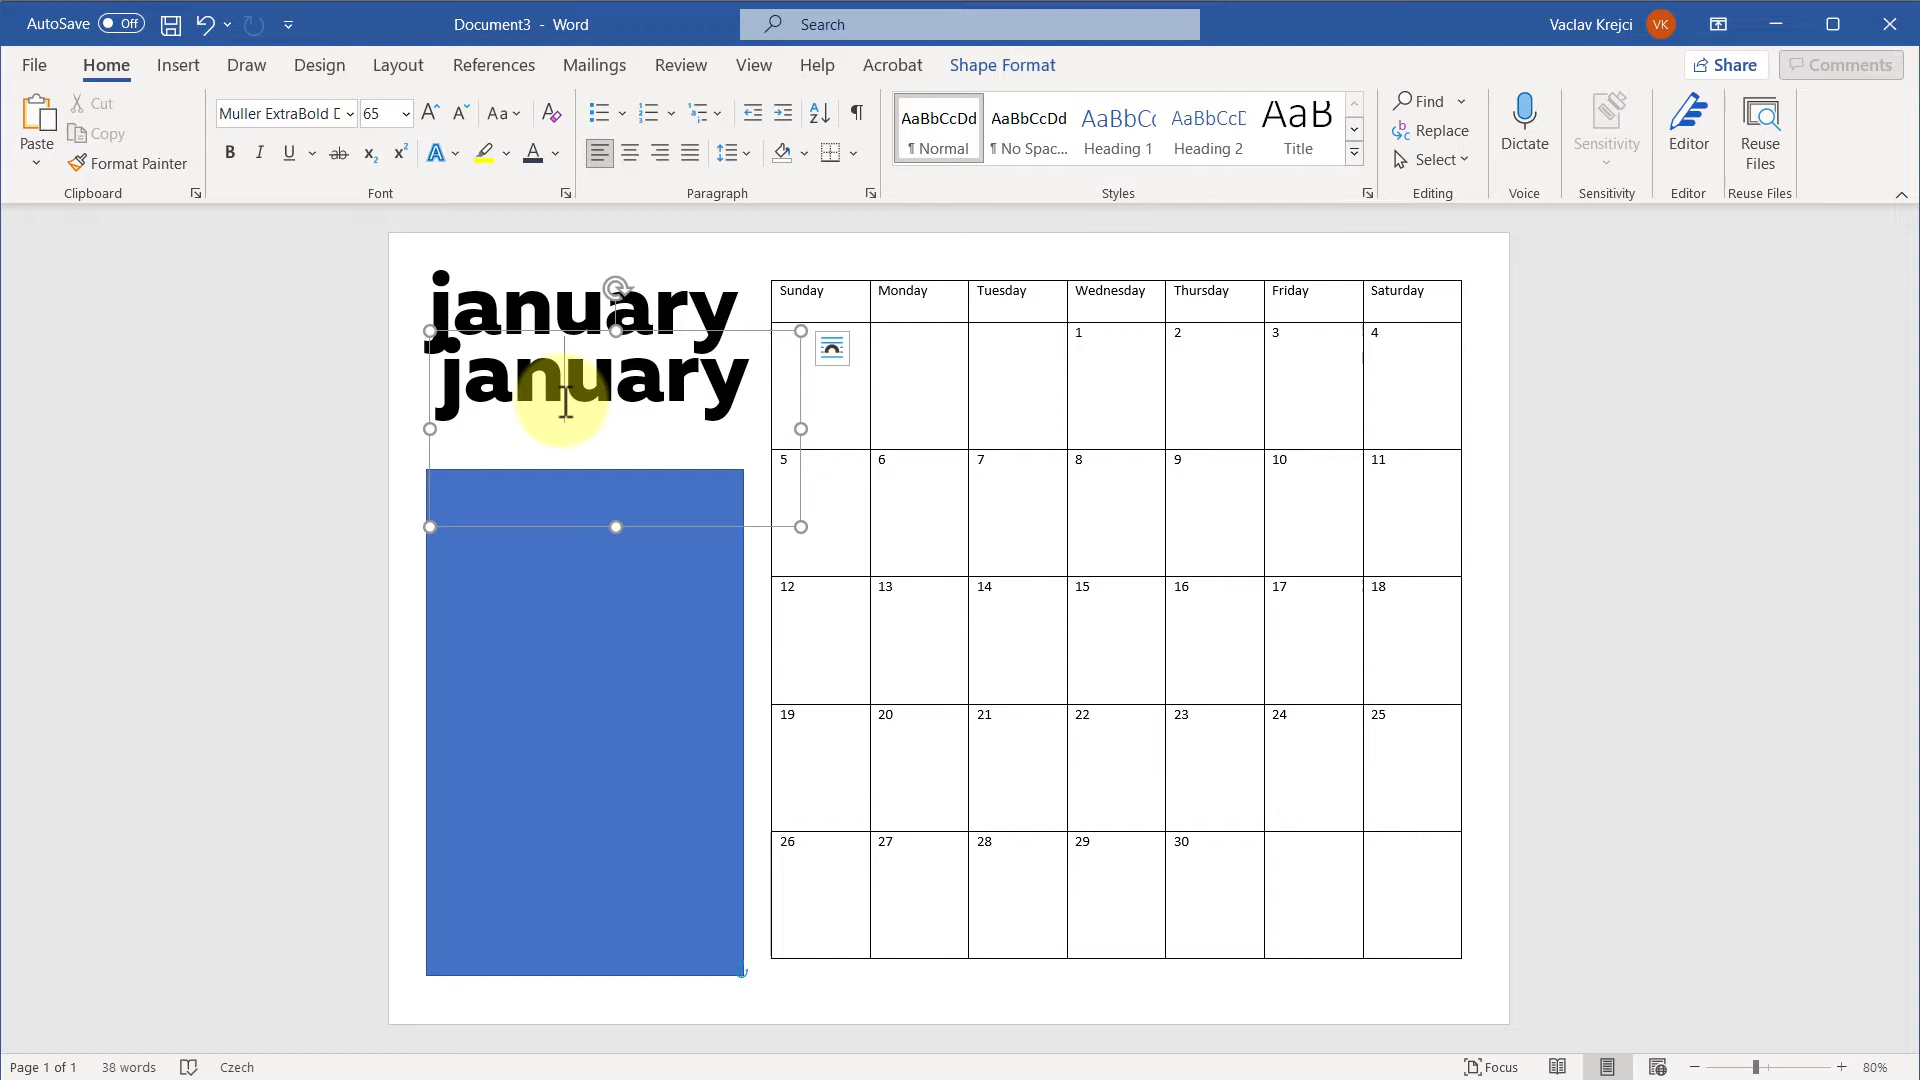 AutoSave Off Document3 - Word Search Vaclav Krejci VK
File Home Insert Draw Design Layout References Mailings Review View Help Acrobat Shape Format Share Comments
Paste Cut Copy Format Painter Clipboard
Muller ExtraBold D 65 Aa B I U ab x₂ x² A A Font
Paragraph
AaBbCcDd ¶ Normal
AaBbCcDd ¶ No Spac...
AaBbCc Heading 1
AaBbCcD Heading 2
AaB Title
Styles
Find Replace Select Editing
Dictate Voice
Sensitivity Sensitivity
Editor Editor
Reuse Files Reuse Files
january
january
Sunday Monday Tuesday Wednesday Thursday Friday Saturday
1 2 3 4
5 6 7 8 9 10 11
12 13 14 15 16 17 18
19 20 21 22 23 24 25
26 27 28 29 30
Page 1 of 1 38 words Czech Focus 80%